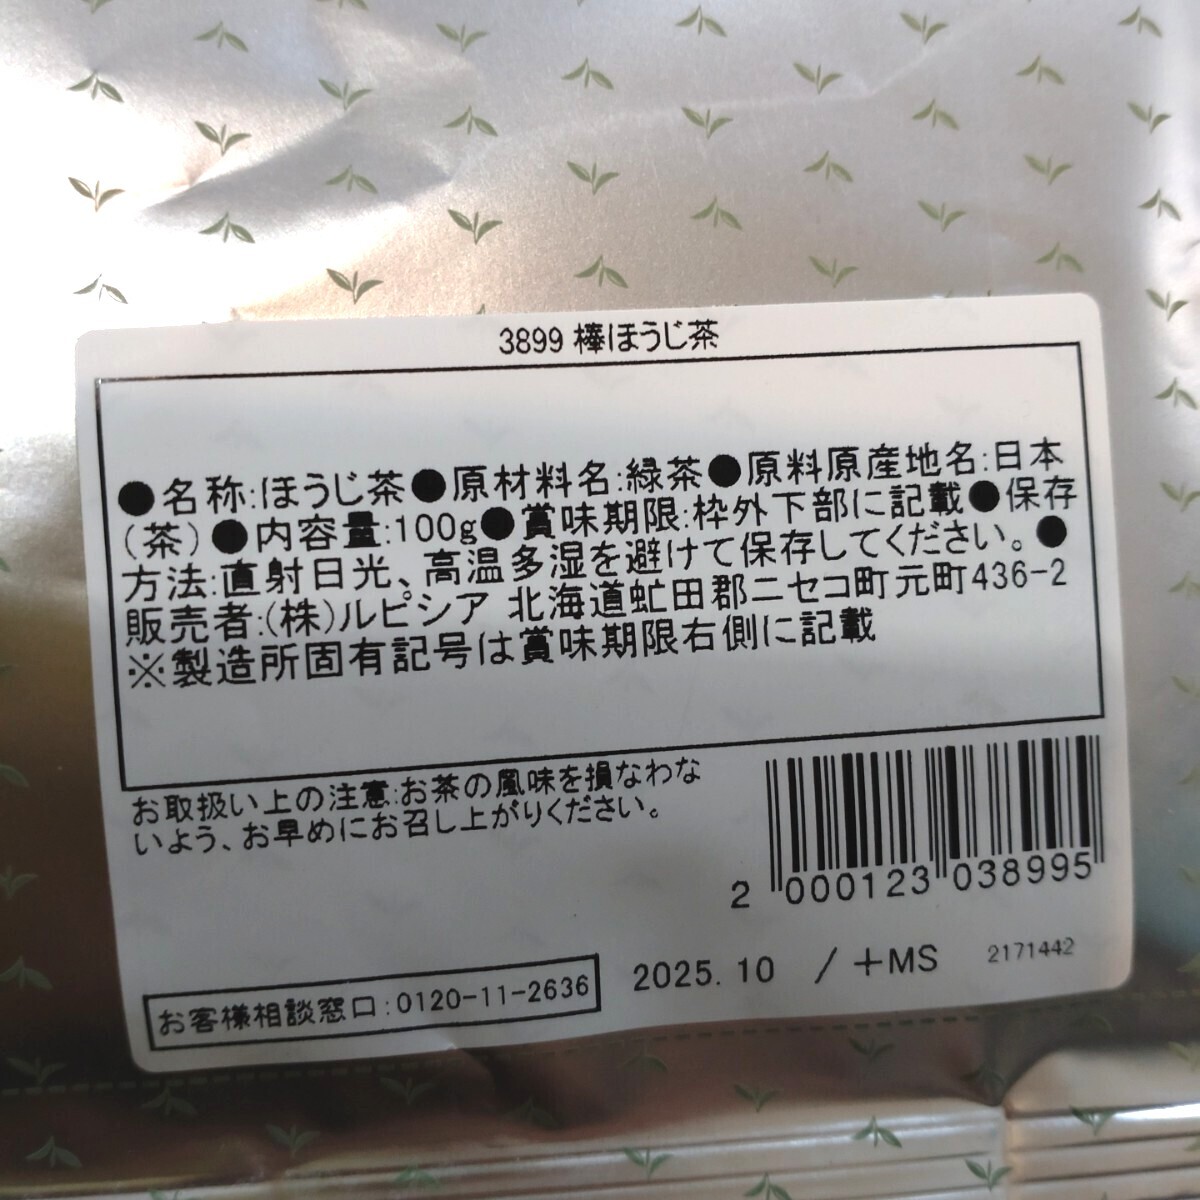 3899 棒ほうじ茶
●名称:ほうじ茶●原材料名:緑茶●原料原産地名:日本
(茶)●内容量:100g●賞味期限:枠外下部に記載●保存
方法:直射日光、高温多湿を避けて保存してください。●
販売者:(株)ルピシア 北海道虻田郡ニセコ町元町436-2
※製造所固有記号は賞味期限右側に記載
お取扱い上の注意:お茶の風味を損なわな
いよう、お早めにお召し上がりください。
2 000123 038995
お客様相談窓口:0120-11-2636
2025.10 /+MS
2171442